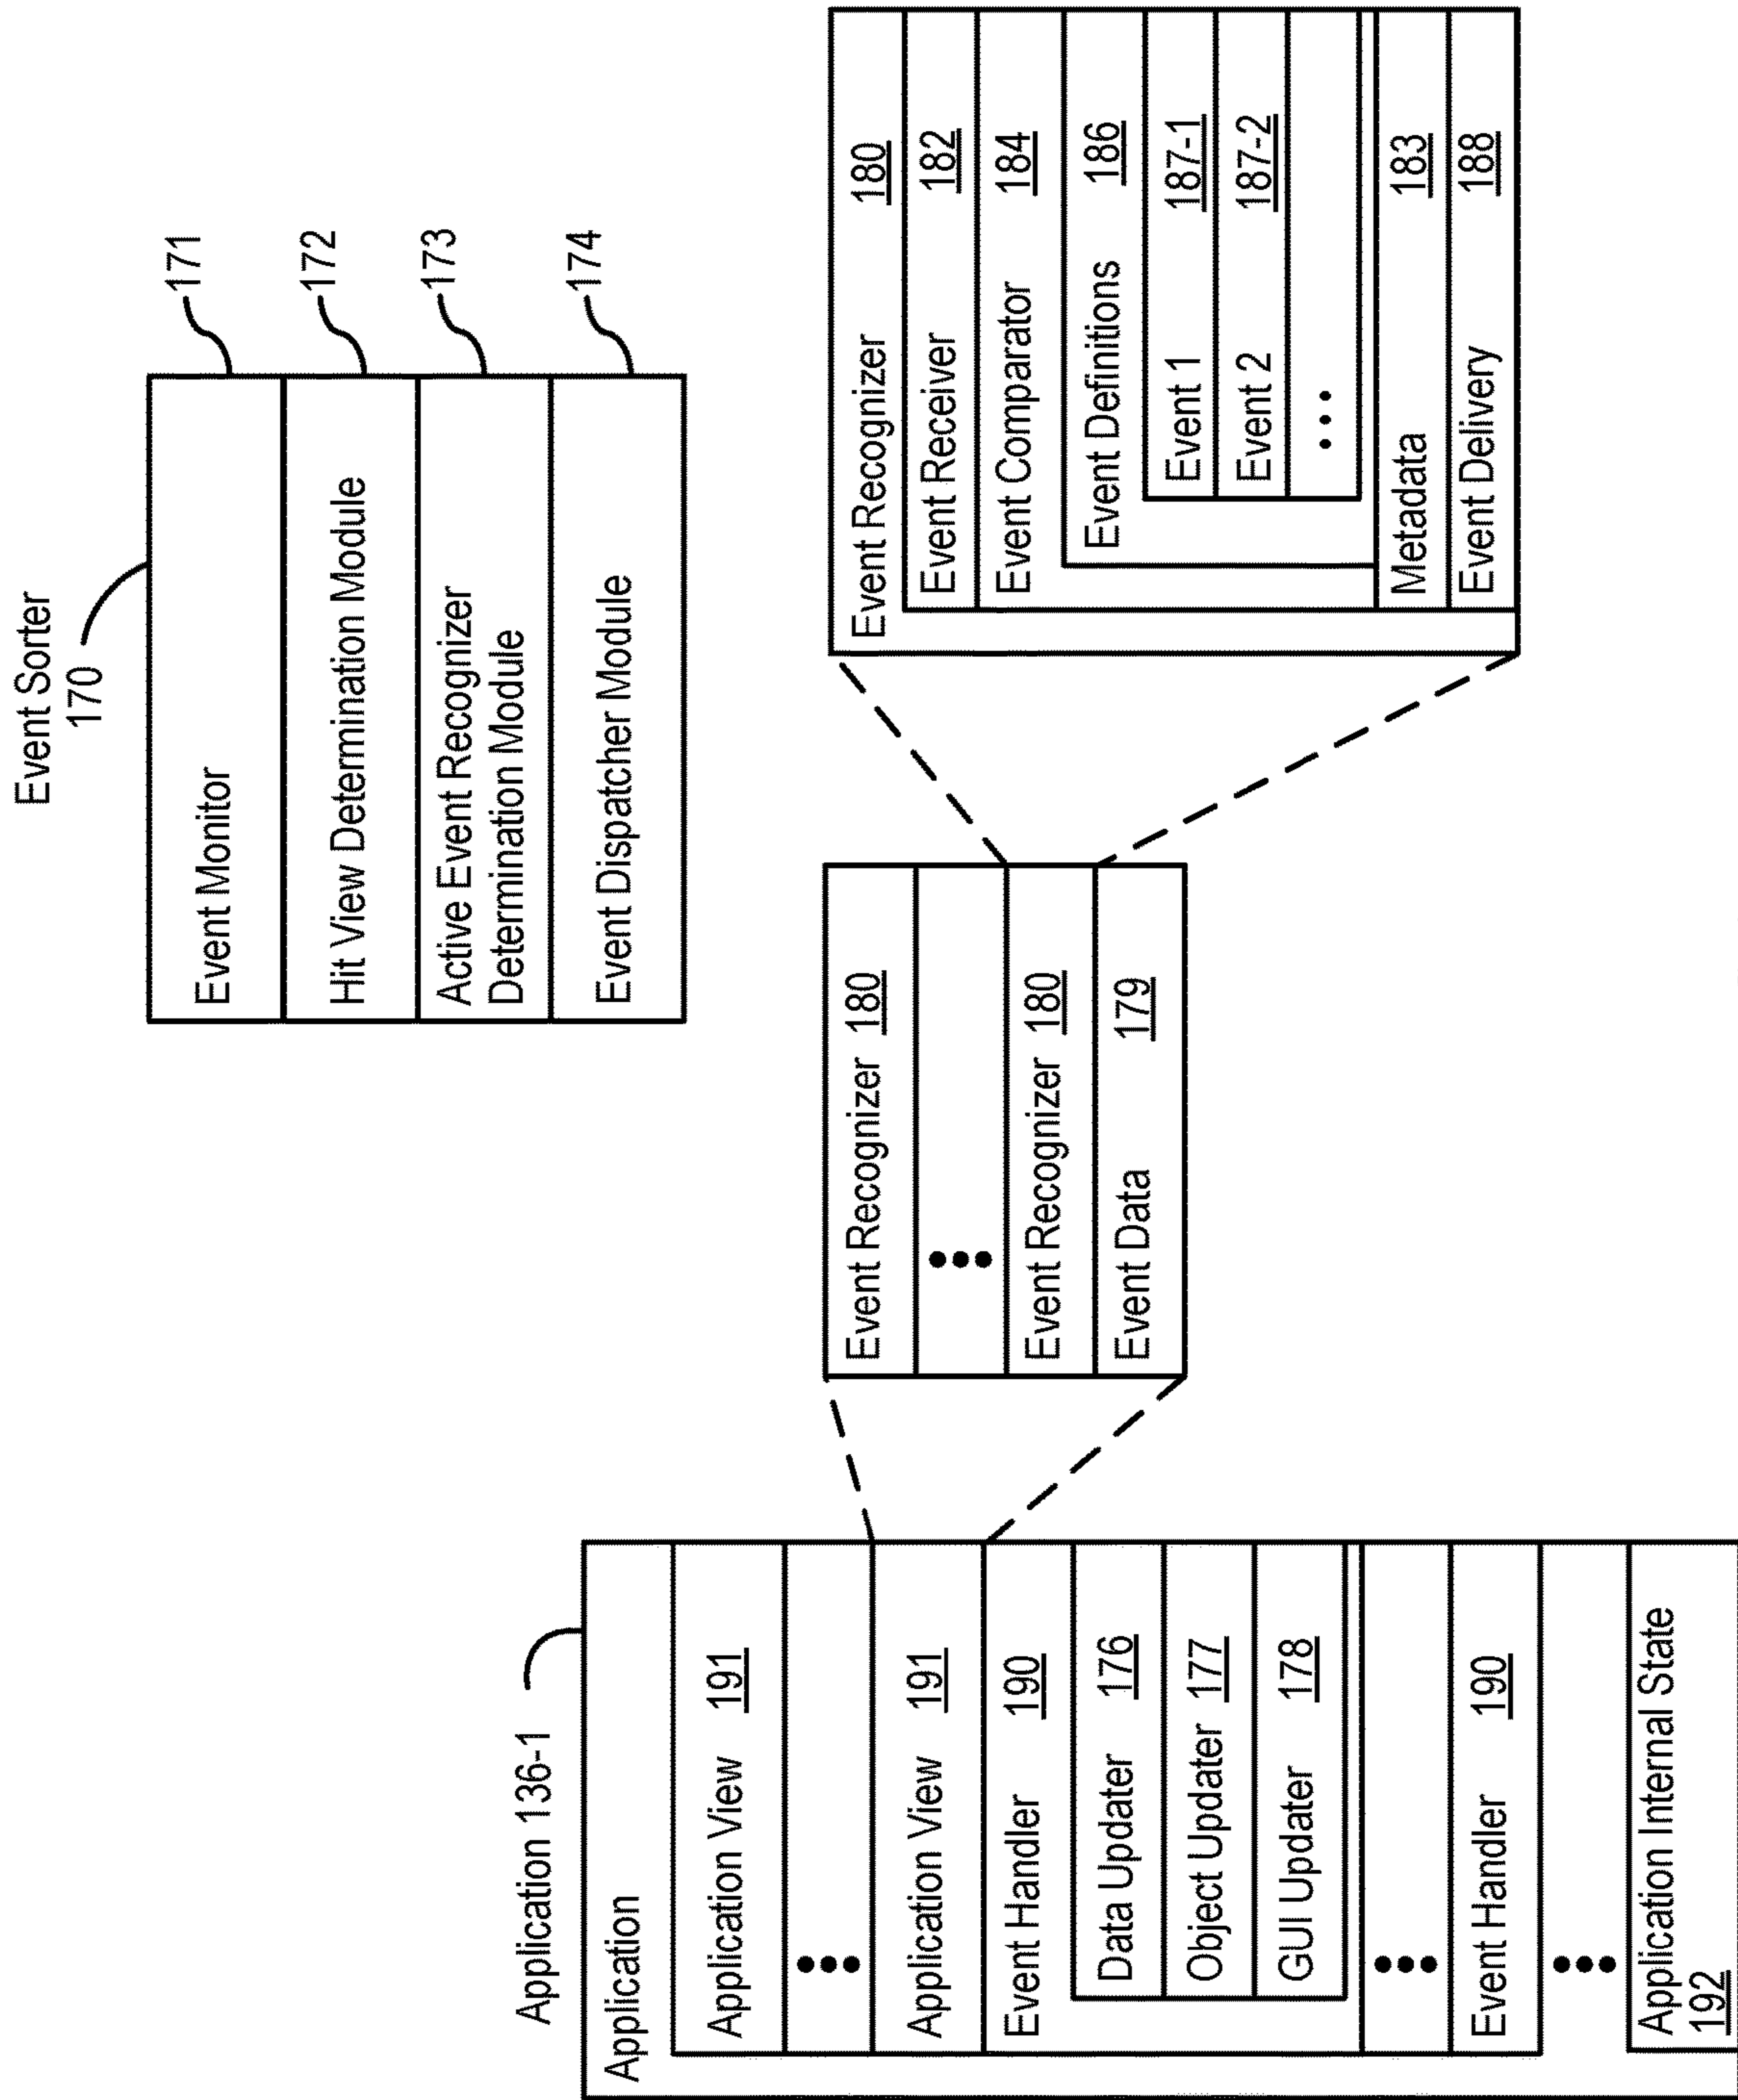 Event Sorter
170
Event Monitor
171
Hit View Determination Module
172
Active Event Recognizer
Determination Module
173
Event Dispatcher Module
174
Application 136-1
Application
Application View 191
•••
Application View 191
Event Handler 190
Data Updater 176
Object Updater 177
GUI Updater 178
•••
Event Handler 190
•••
Application Internal State
192
Event Recognizer 180
•••
Event Recognizer 180
Event Data 179
Event Recognizer 180
Event Receiver 182
Event Comparator 184
Event Definitions 186
Event 1 187-1
Event 2 187-2
•••
Metadata 183
Event Delivery 188